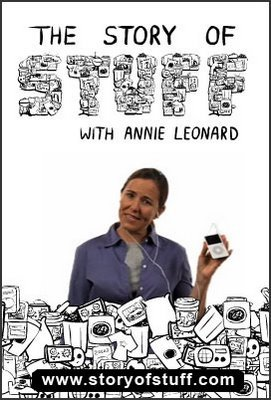 THE STORY OF
STUFF
WITH ANNIE LEONARD
www.storyofstuff.com